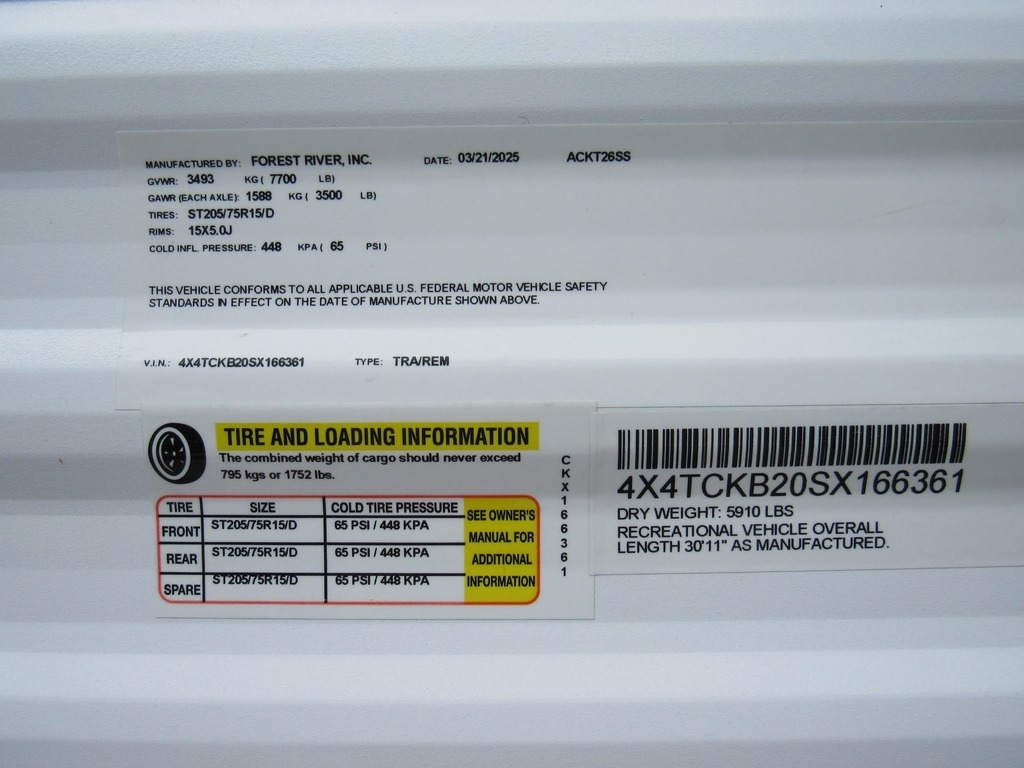 MANUFACTURED BY: FOREST RIVER, INC. DATE: 03/21/2025 ACKT26SS
GVWR: 3493 KG ( 7700 LB)
GAWR (EACH AXLE): 1588 KG ( 3500 LB)
TIRES: ST205/75R15/D
RIMS: 15X5.0J
COLD INFL. PRESSURE: 448 KPA ( 65 PSI )
THIS VEHICLE CONFORMS TO ALL APPLICABLE U.S. FEDERAL MOTOR VEHICLE SAFETY
STANDARDS IN EFFECT ON THE DATE OF MANUFACTURE SHOWN ABOVE.
V.I.N.: 4X4TCKB20SX166361 TYPE: TRA/REM
TIRE AND LOADING INFORMATION
The combined weight of cargo should never exceed
795 kgs or 1752 lbs.
TIRE SIZE COLD TIRE PRESSURE
FRONT ST205/75R15/D 65 PSI / 448 KPA
REAR ST205/75R15/D 65 PSI / 448 KPA
SPARE ST205/75R15/D 65 PSI / 448 KPA
SEE OWNER'S
MANUAL FOR
ADDITIONAL
INFORMATION
CKX166361
4X4TCKB20SX166361
DRY WEIGHT: 5910 LBS
RECREATIONAL VEHICLE OVERALL
LENGTH 30'11" AS MANUFACTURED.